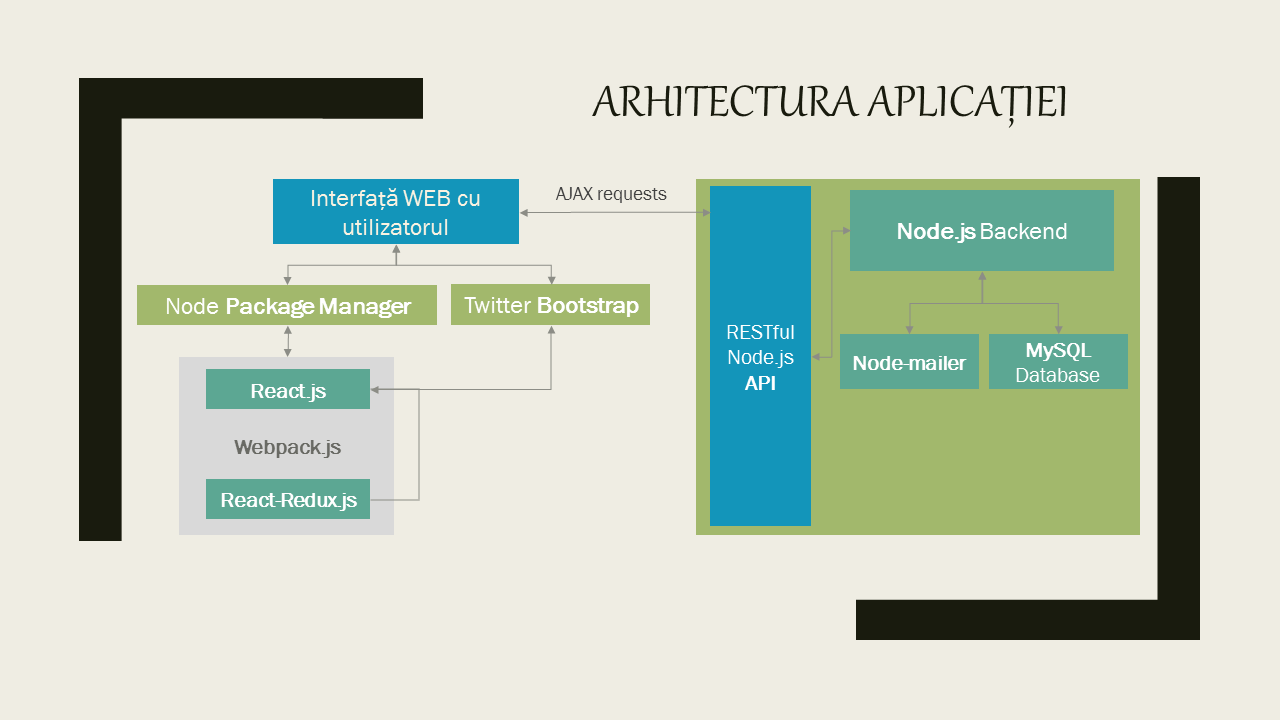 ARHITECTURA APLICAȚIEI
Interfață WEB cu
utilizatorul
AJAX requests
Node Package Manager
Twitter Bootstrap
React.js
Webpack.js
React-Redux.js
RESTful
Node.js
API
Node.js Backend
Node-mailer
MySQL
Database